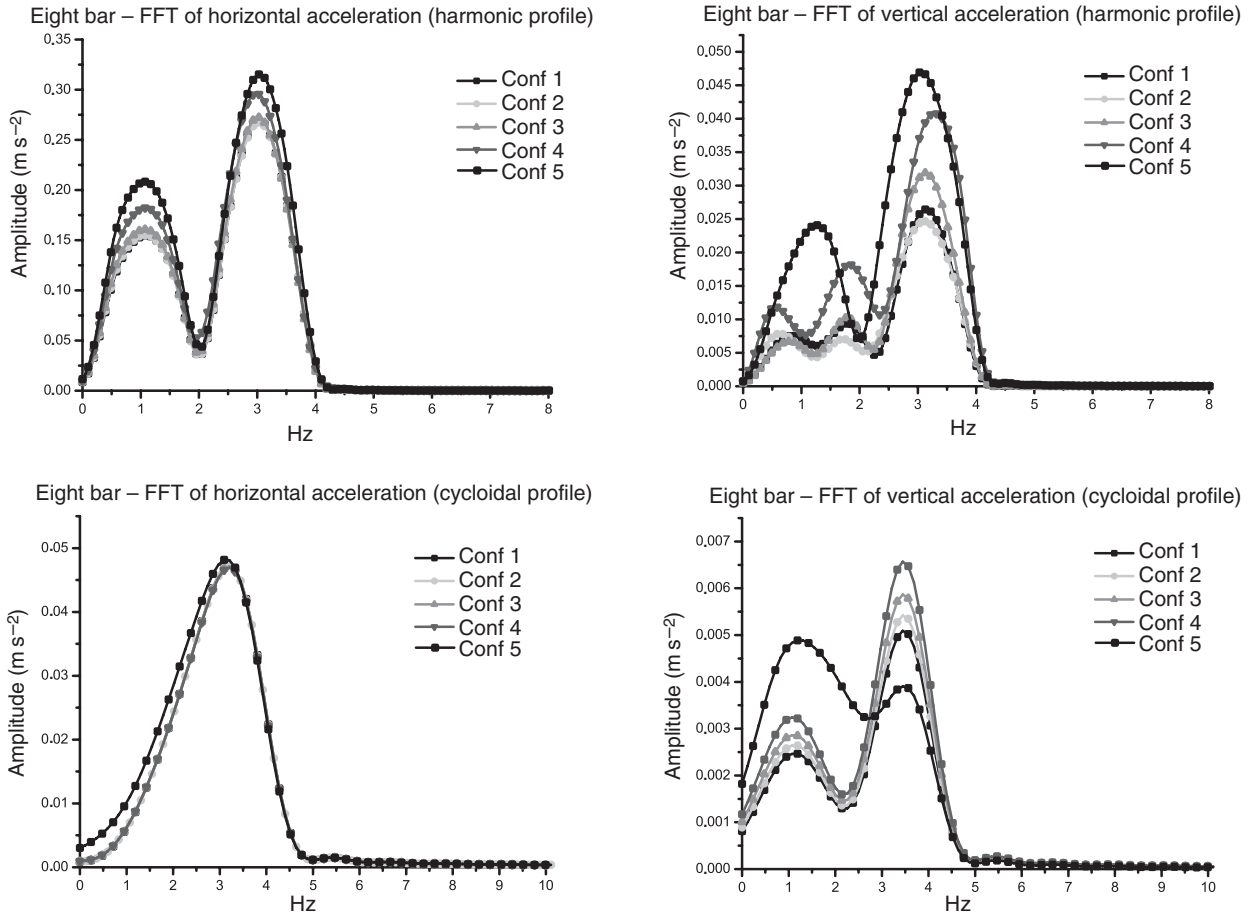 Eight bar – FFT of horizontal acceleration (harmonic profile)
0.35
0.30
0.25
0.20
0.15
0.10
0.05
0.00
Amplitude (m s−2)
0 1 2 3 4 5 6 7 8
Hz
Conf 1
Conf 2
Conf 3
Conf 4
Conf 5
Eight bar – FFT of vertical acceleration (harmonic profile)
0.050
0.045
0.040
0.035
0.030
0.025
0.020
0.015
0.010
0.005
0.000
Amplitude (m s−2)
0 1 2 3 4 5 6 7 8
Hz
Conf 1
Conf 2
Conf 3
Conf 4
Conf 5
Eight bar – FFT of horizontal acceleration (cycloidal profile)
0.05
0.04
0.03
0.02
0.01
0.00
Amplitude (m s−2)
0 1 2 3 4 5 6 7 8 9 10
Hz
Conf 1
Conf 2
Conf 3
Conf 4
Conf 5
Eight bar – FFT of vertical acceleration (cycloidal profile)
0.007
0.006
0.005
0.004
0.003
0.002
0.001
0.000
Amplitude (m s−2)
0 1 2 3 4 5 6 7 8 9 10
Hz
Conf 1
Conf 2
Conf 3
Conf 4
Conf 5